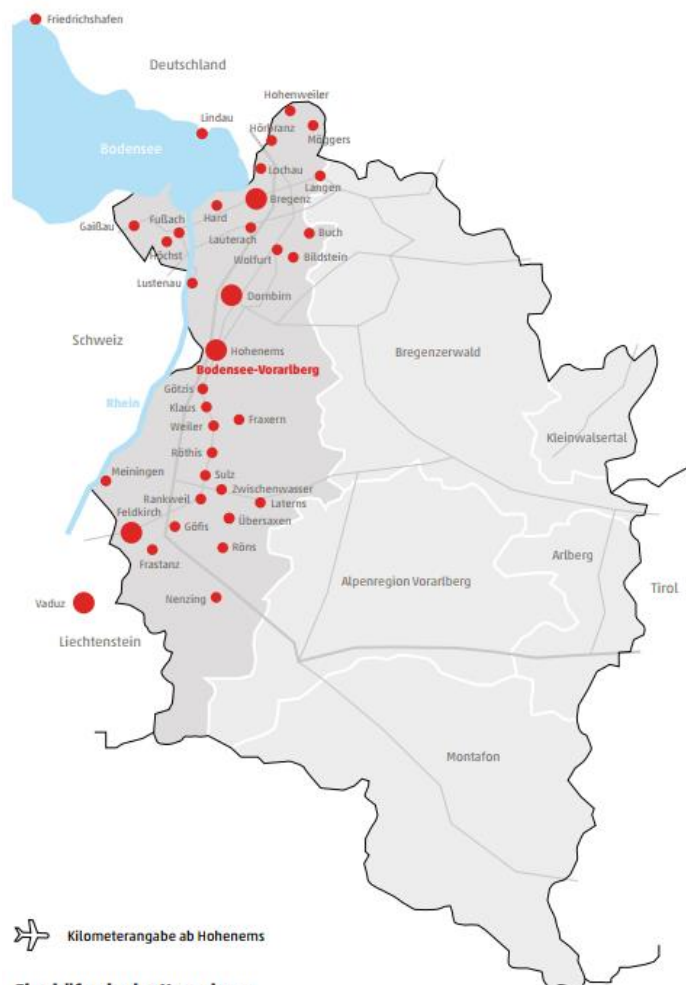 Friedrichshafen
Deutschland
Hohenweiler
Lindau
Hörbranz
Möggers
Bodensee
Lochau
Langen
Bregenz
Hard
Fußach
Gaißau
Buch
Lauterach
Höchst
Wolfurt
Bildstein
Lustenau
Dornbirn
Schweiz
Hohenems
Bregenzerwald
Bodensee-Vorarlberg
Götzis
Rhein
Klaus
Fraxern
Weiler
Kleinwalsertal
Röthis
Meiningen
Sulz
Zwischenwasser
Rankweil
Laterns
Feldkirch
Göfis
Übersaxen
Röns
Arlberg
Frastanz
Alpenregion Vorarlberg
Tirol
Nenzing
Vaduz
Liechtenstein
Montafon
Kilometerangabe ab Hohenems